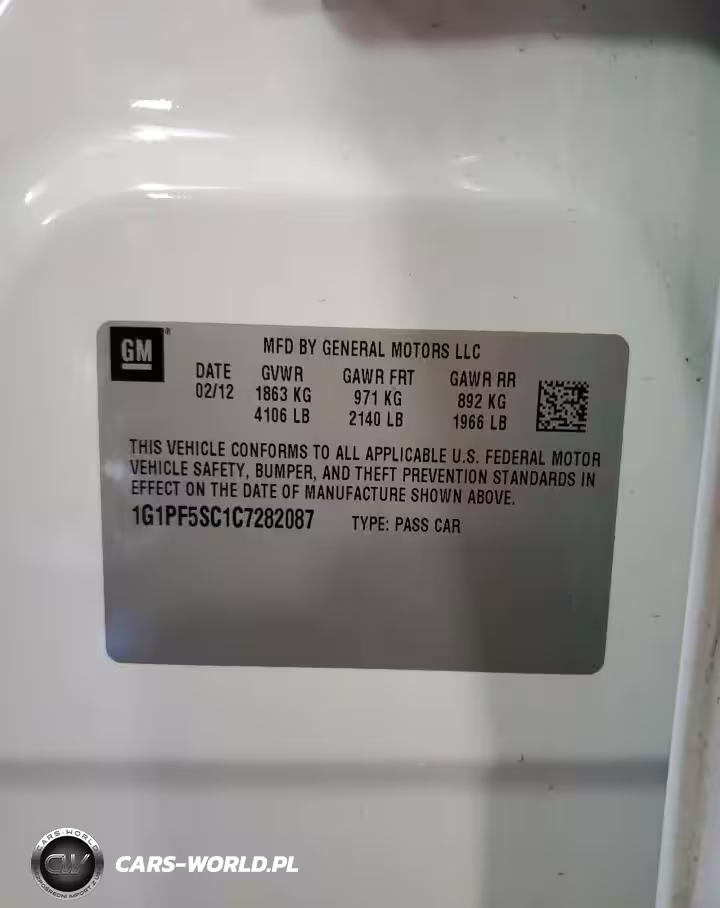 GM
MFD BY GENERAL MOTORS LLC
DATE GVWR GAWR FRT GAWR RR
02/12 1863 KG 971 KG 892 KG
4106 LB 2140 LB 1966 LB
THIS VEHICLE CONFORMS TO ALL APPLICABLE U.S. FEDERAL MOTOR
VEHICLE SAFETY, BUMPER, AND THEFT PREVENTION STANDARDS IN
EFFECT ON THE DATE OF MANUFACTURE SHOWN ABOVE.
1G1PF5SC1C7282087 TYPE: PASS CAR
CARS-WORLD
CW
CARS-WORLD.PL